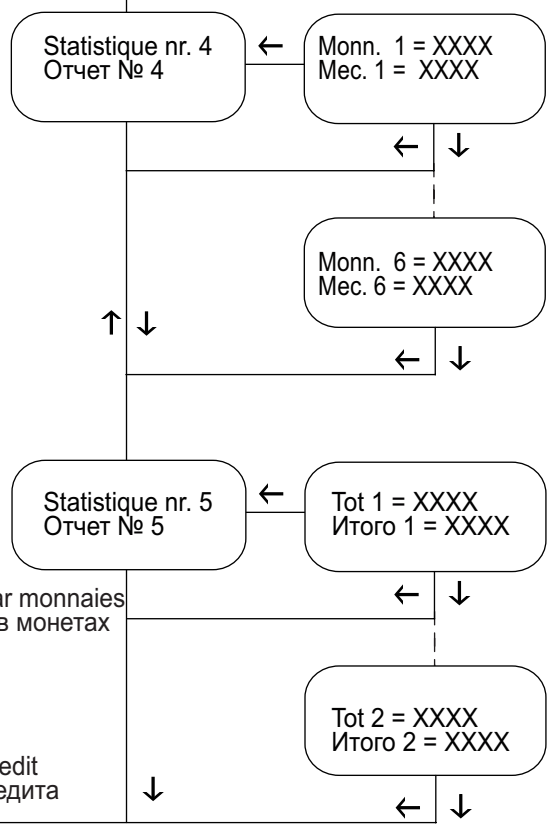 Statistique nr. 4
Отчет № 4
Monn. 1 = XXXX
Мес. 1 = XXXX
Monn. 6 = XXXX
Мес. 6 = XXXX
Statistique nr. 5
Отчет № 5
Tot 1 = XXXX
Итого 1 = XXXX
monnaies
в монетах
Tot 2 = XXXX
Итого 2 = XXXX